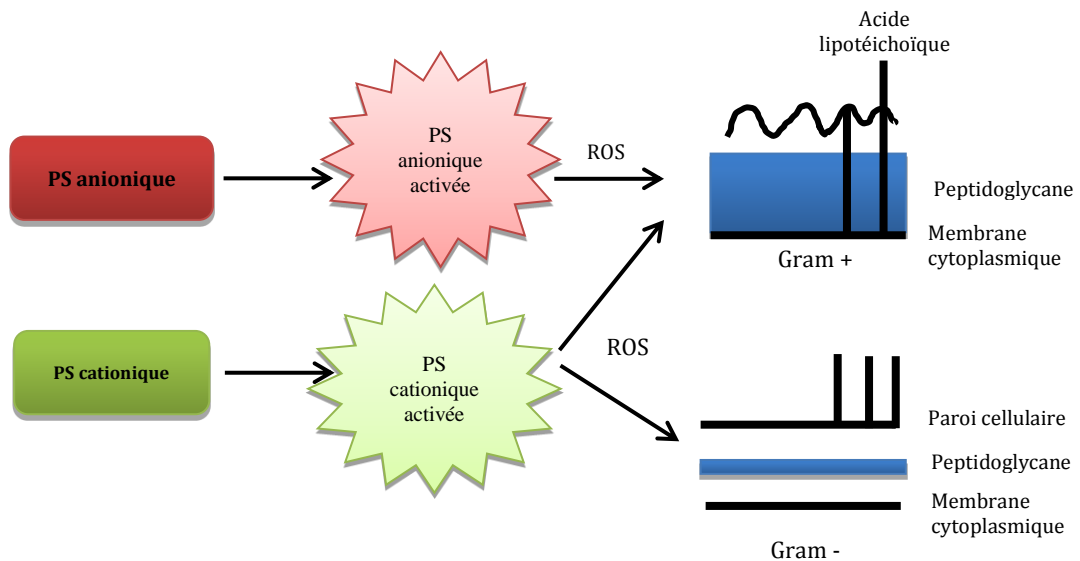 Acide
lipotéichoïque
PS
anionique
activée
ROS
PS anionique
Peptidoglycane
Membrane
cytoplasmique
Gram +
PS cationique
PS
cationique
activée
ROS
Paroi cellulaire
Peptidoglycane
Membrane
cytoplasmique
Gram -